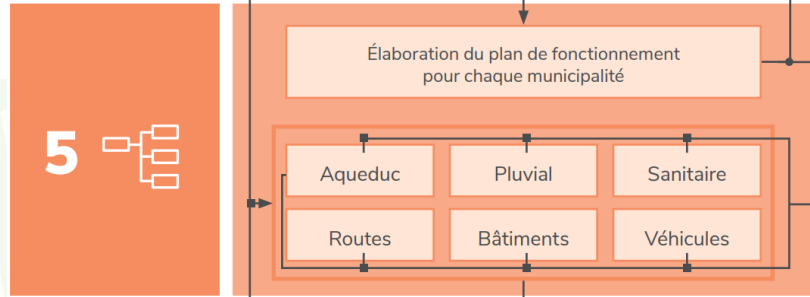 5
Élaboration du plan de fonctionnement
pour chaque municipalité
Aqueduc
Pluvial
Sanitaire
Routes
Bâtiments
Véhicules